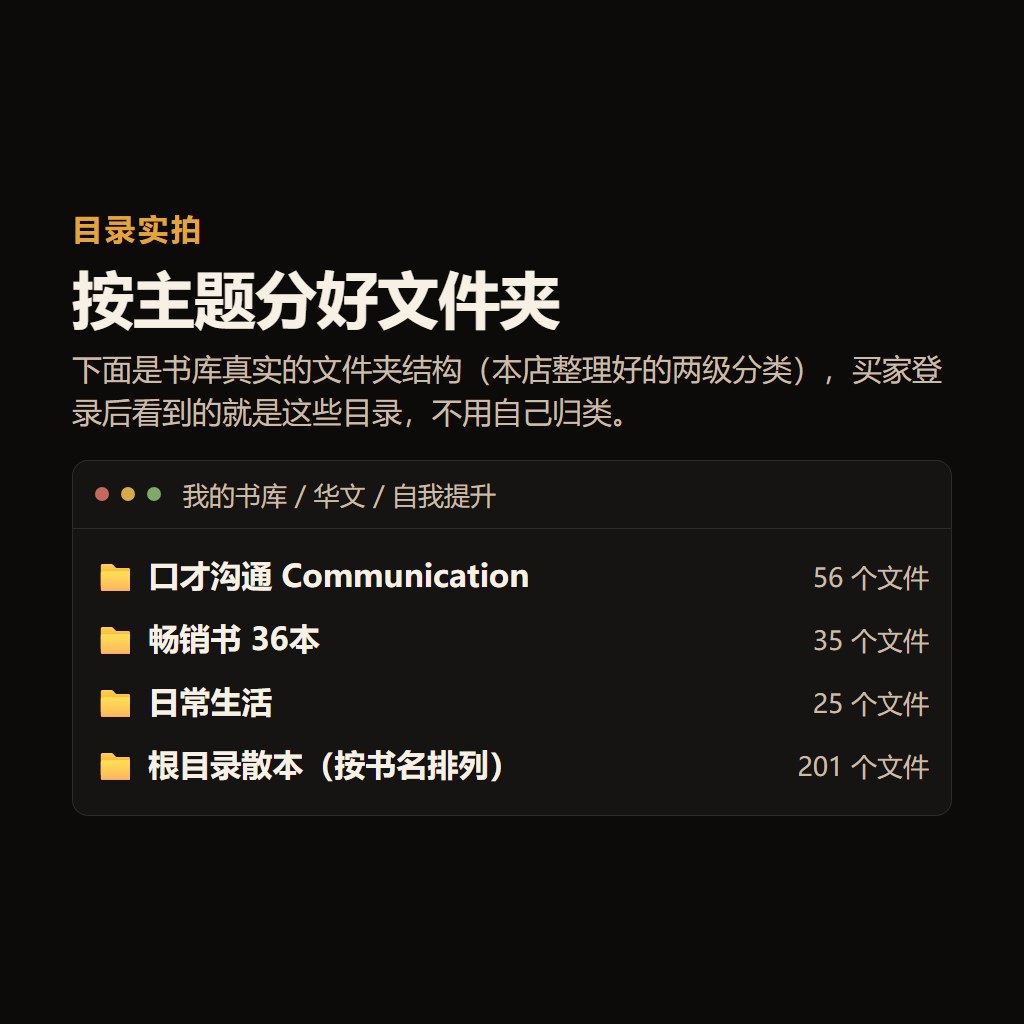 目录实拍
按主题分好文件夹
下面是书库真实的文件夹结构（本店整理好的两级分类），买家登
录后看到的就是这些目录，不用自己归类。
我的书库 / 华文 / 自我提升
口才沟通 Communication 56 个文件
畅销书 36本 35 个文件
日常生活 25 个文件
根目录散本（按书名排列） 201 个文件